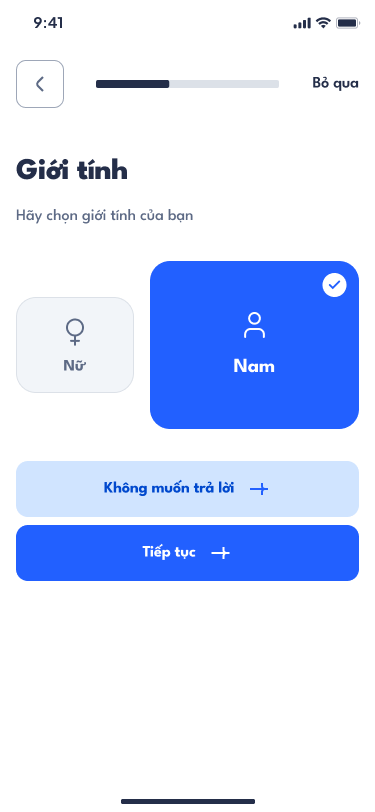 9:41
Bỏ qua
Giới tính
Hãy chọn giới tính của bạn
Nữ
Nam
Không muốn trả lời
Tiếp tục